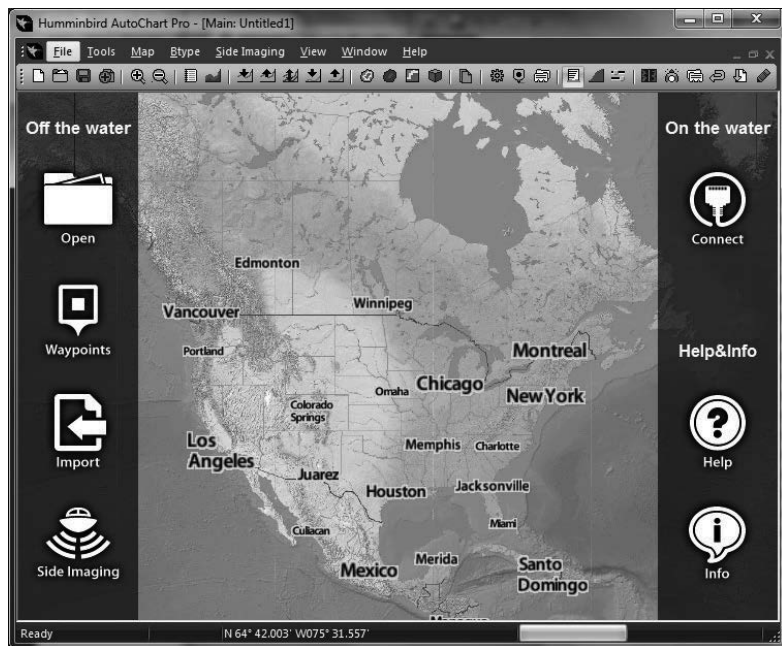 Humminbird AutoChart Pro - [Main: Untitled1]
File Tools Map Btype Side Imaging View Window Help
Off the water
On the water
Open
Connect
Edmonton
Winnipeg
Vancouver
Waypoints
Portland
Montreal
Help&Info
Chicago
Omaha
New York
Colorado
Springs
Los
Angeles
Memphis
Charlotte
Import
Help
Juarez
Houston
Jacksonville
Miami
Culiacan
Side Imaging
Mexico
Merida
Santo
Domingo
Info
Ready
N 64° 42.003' W075° 31.557'